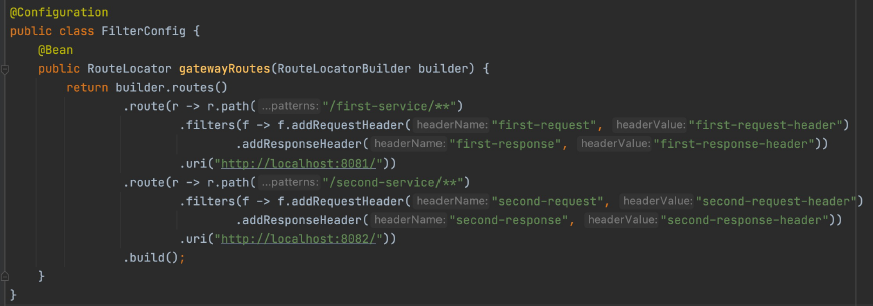 @Configuration
public class FilterConfig {
    @Bean
    public RouteLocator gatewayRoutes(RouteLocatorBuilder builder) {
        return builder.routes()
                .route(r -> r.path( ...patterns: "/first-service/**")
                        .filters(f -> f.addRequestHeader( headerName: "first-request", headerValue: "first-request-header")
                                .addResponseHeader( headerName: "first-response", headerValue: "first-response-header"))
                        .uri("http://localhost:8081/"))
                .route(r -> r.path( ...patterns: "/second-service/**")
                        .filters(f -> f.addRequestHeader( headerName: "second-request", headerValue: "second-request-header")
                                .addResponseHeader( headerName: "second-response", headerValue: "second-response-header"))
                        .uri("http://localhost:8082/"))
                .build();
    }
}